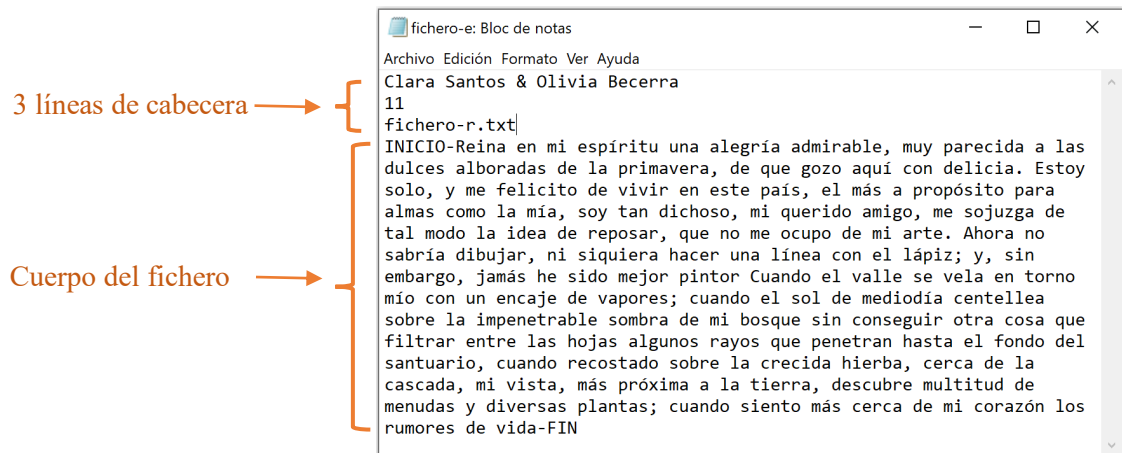 fichero-e: Bloc de notas
Archivo Edición Formato Ver Ayuda
3 líneas de cabecera
Clara Santos & Olivia Becerra
11
fichero-r.txt
Cuerpo del fichero
INICIO-Reina en mi espíritu una alegría admirable, muy parecida a las
dulces alboradas de la primavera, de que gozo aquí con delicia. Estoy
solo, y me felicito de vivir en este país, el más a propósito para
almas como la mía, soy tan dichoso, mi querido amigo, me sojuzga de
tal modo la idea de reposar, que no me ocupo de mi arte. Ahora no
sabría dibujar, ni siquiera hacer una línea con el lápiz; y, sin
embargo, jamás he sido mejor pintor Cuando el valle se vela en torno
mío con un encaje de vapores; cuando el sol de mediodía centellea
sobre la impenetrable sombra de mi bosque sin conseguir otra cosa que
filtrar entre las hojas algunos rayos que penetran hasta el fondo del
santuario, cuando recostado sobre la crecida hierba, cerca de la
cascada, mi vista, más próxima a la tierra, descubre multitud de
menudas y diversas plantas; cuando siento más cerca de mi corazón los
rumores de vida-FIN